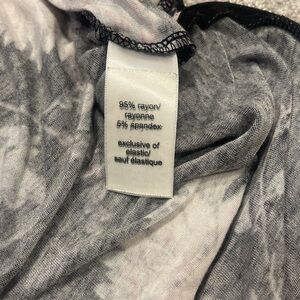 95% rayon/
rayonne
5% spandex
exclusive of
elastic/
sauf élastique